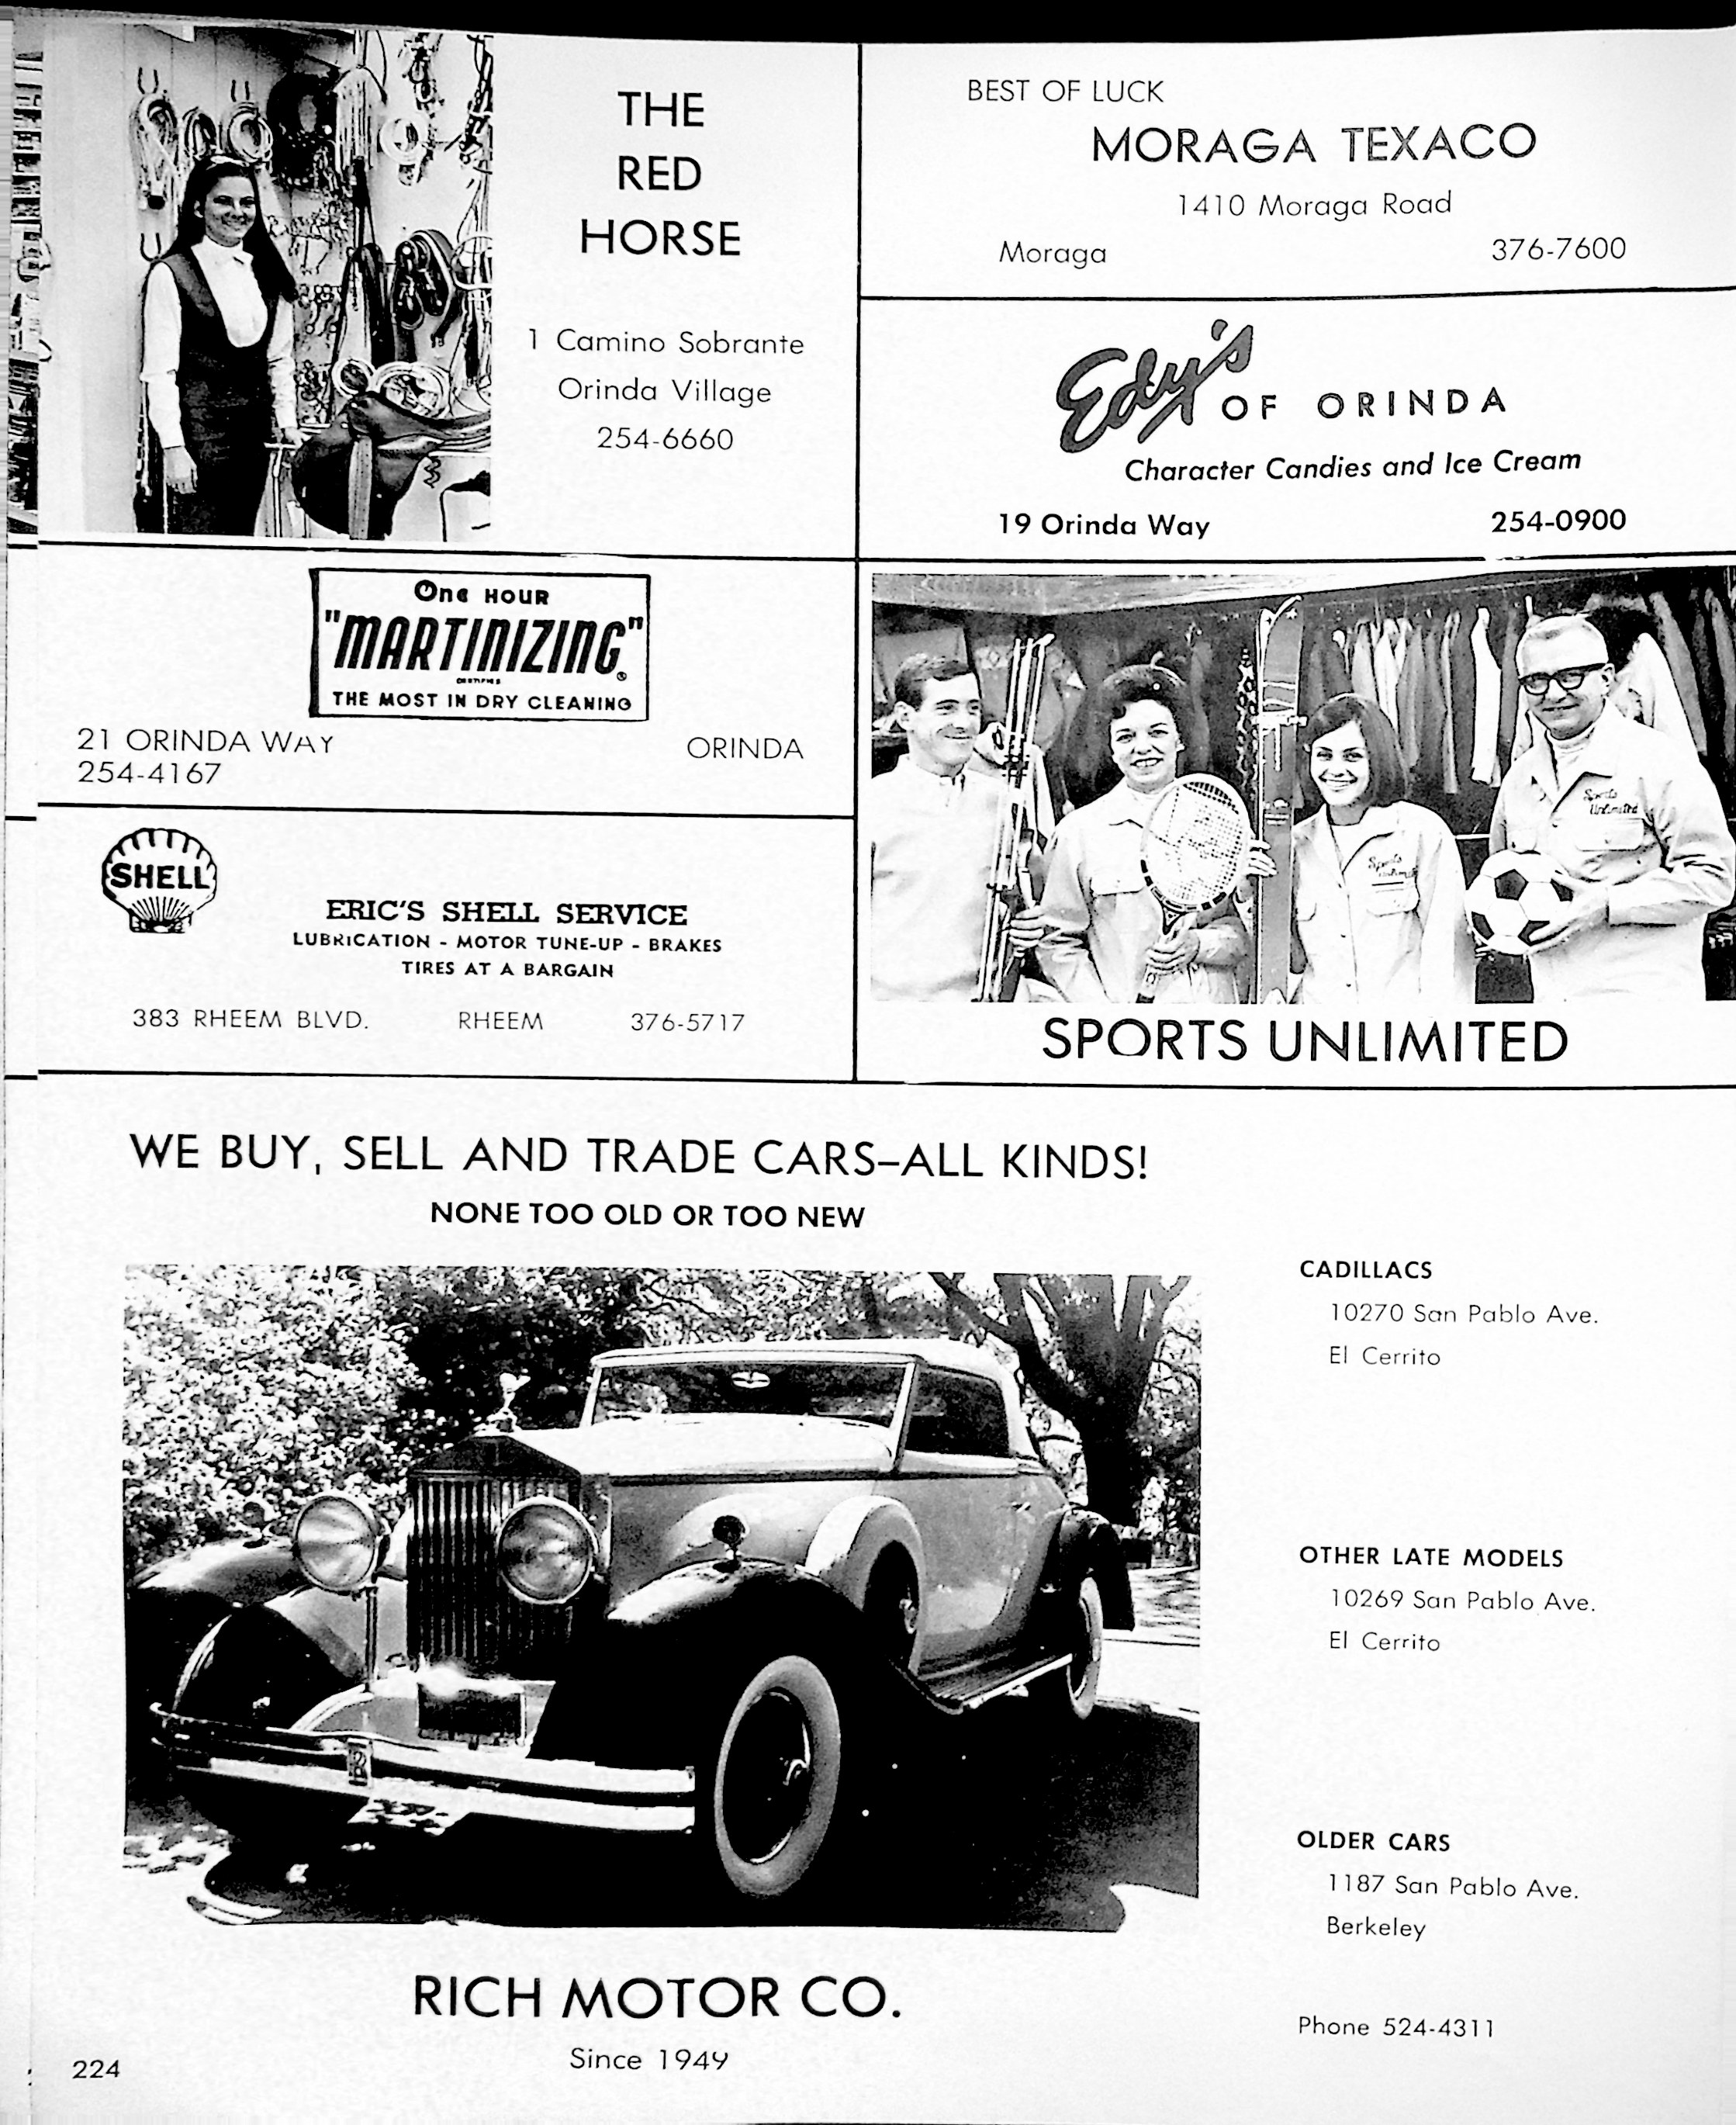 THE
RED
HORSE
1 Camino Sobrante
Orinda Village
254-6660
BEST OF LUCK
MORAGA TEXACO
1410 Moraga Road
Moraga 376-7600
Edy's OF ORINDA
Character Candies and Ice Cream
19 Orinda Way 254-0900
One HOUR
"MARTINIZING"®
CERTIFIES
THE MOST IN DRY CLEANING
21 ORINDA WAY ORINDA
254-4167
SHELL
ERIC'S SHELL SERVICE
LUBRICATION - MOTOR TUNE-UP - BRAKES
TIRES AT A BARGAIN
383 RHEEM BLVD. RHEEM 376-5717
Sports
Unlimited
Sports
Unlimited
SPORTS UNLIMITED
WE BUY, SELL AND TRADE CARS–ALL KINDS!
NONE TOO OLD OR TOO NEW
CADILLACS
10270 San Pablo Ave.
El Cerrito
OTHER LATE MODELS
10269 San Pablo Ave.
El Cerrito
OLDER CARS
1187 San Pablo Ave.
Berkeley
Phone 524-4311
RICH MOTOR CO.
Since 1949
224